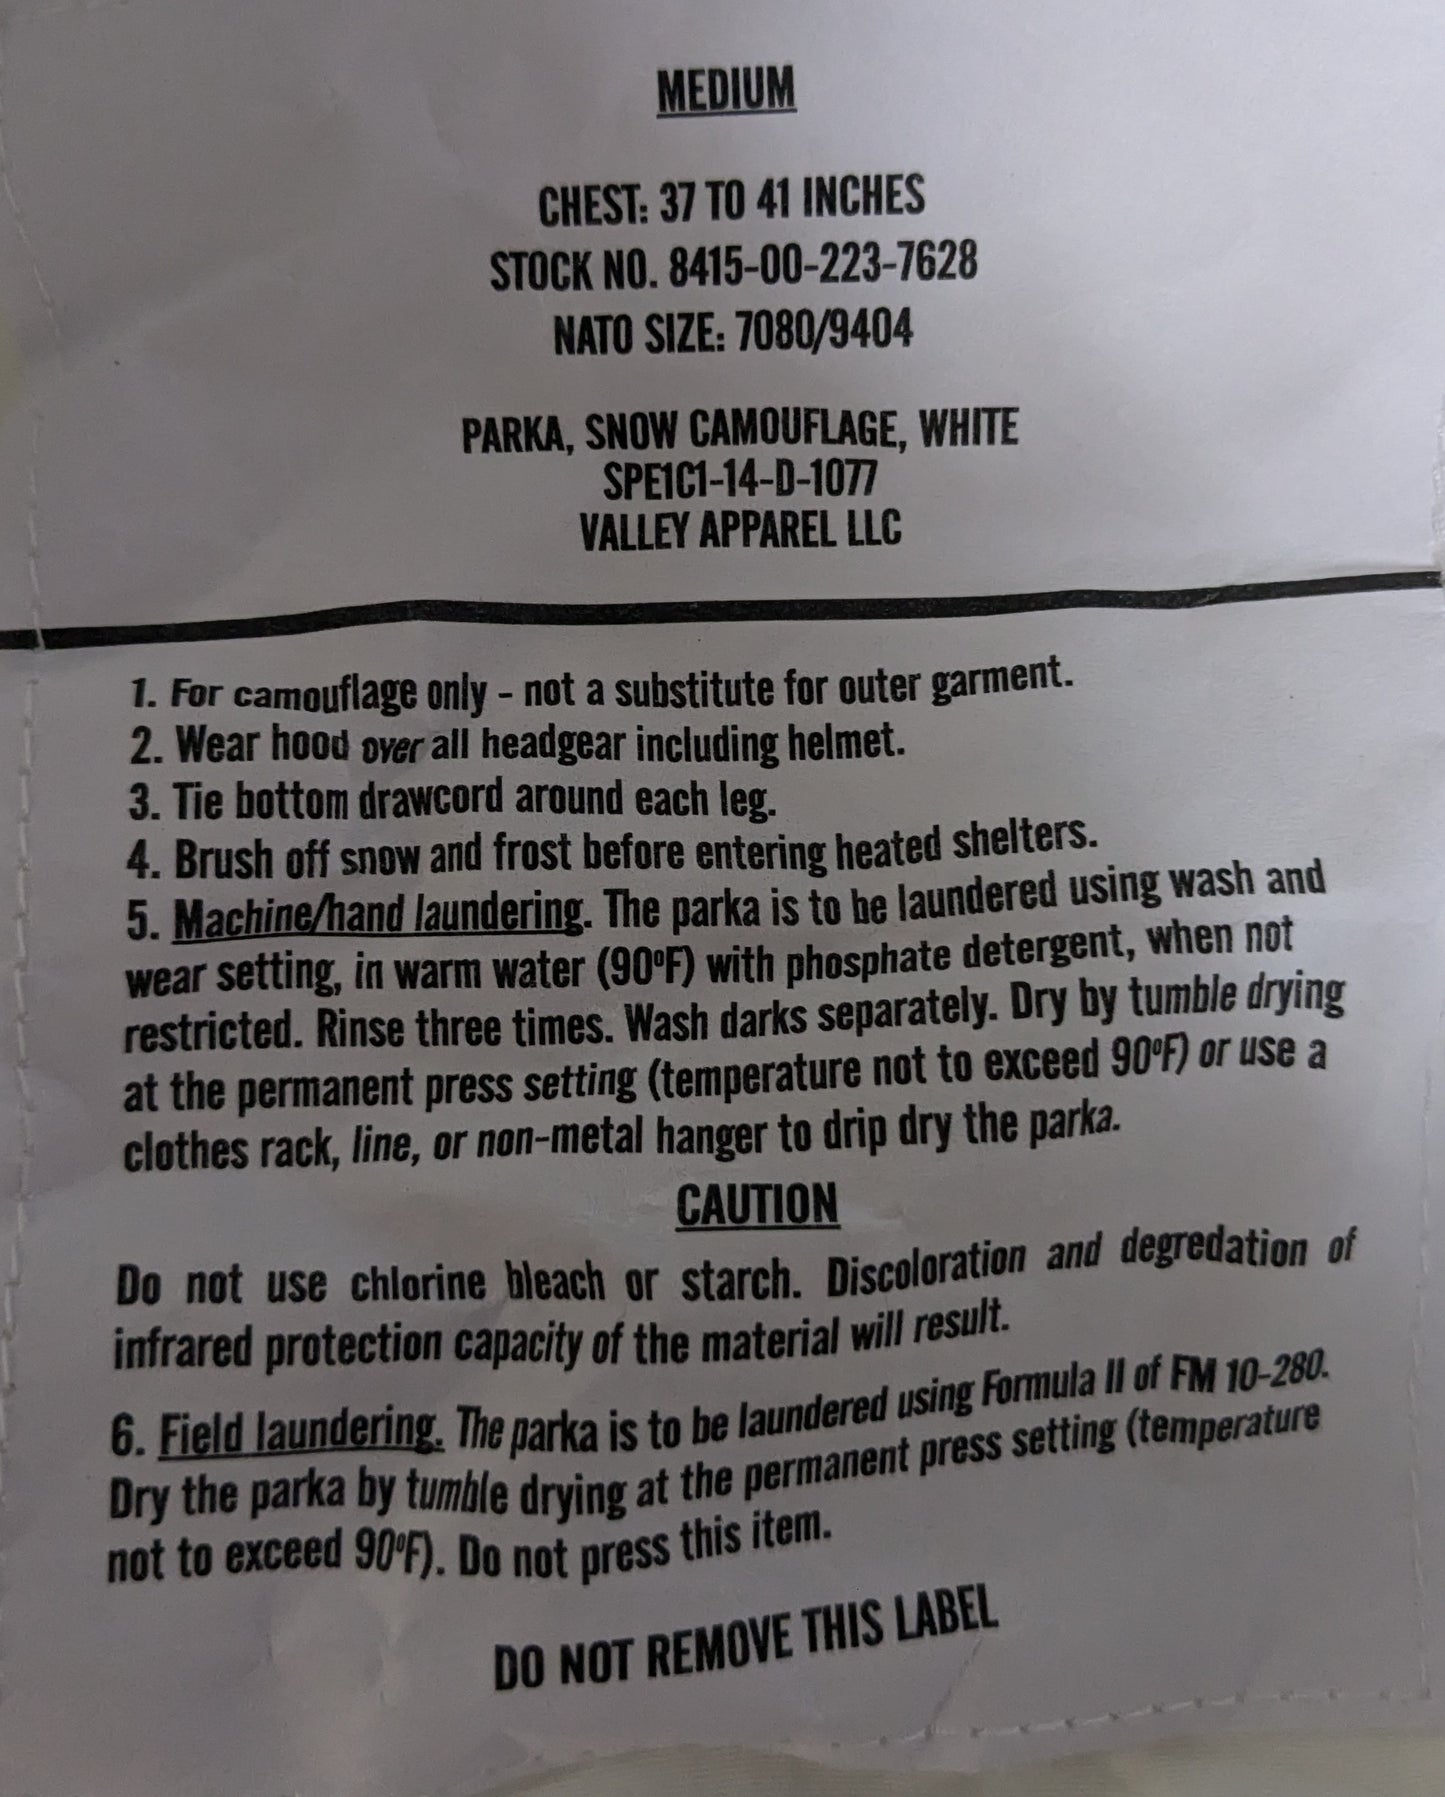 MEDIUM
CHEST: 37 TO 41 INCHES
STOCK NO. 8415-00-223-7628
NATO SIZE: 7080/9404
PARKA, SNOW CAMOUFLAGE, WHITE
SPE1C1-14-D-1077
VALLEY APPAREL LLC
1. For camouflage only - not a substitute for outer garment.
2. Wear hood over all headgear including helmet.
3. Tie bottom drawcord around each leg.
4. Brush off snow and frost before entering heated shelters.
5. Machine/hand laundering. The parka is to be laundered using wash and
wear setting, in warm water (90ºF) with phosphate detergent, when not
restricted. Rinse three times. Wash darks separately. Dry by tumble drying
at the permanent press setting (temperature not to exceed 90ºF) or use a
clothes rack, line, or non-metal hanger to drip dry the parka.
CAUTION
Do not use chlorine bleach or starch. Discoloration and degredation of
infrared protection capacity of the material will result.
6. Field laundering. The parka is to be laundered using Formula II of FM 10-280.
Dry the parka by tumble drying at the permanent press setting (temperature
not to exceed 90ºF). Do not press this item.
DO NOT REMOVE THIS LABEL